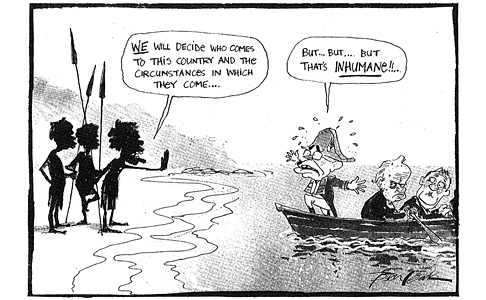 WE WILL DECIDE WHO COMES
TO THIS COUNTRY AND THE
CIRCUMSTANCES IN WHICH
THEY COME....
BUT... BUT.... BUT
THAT'S INHUMANE!!...